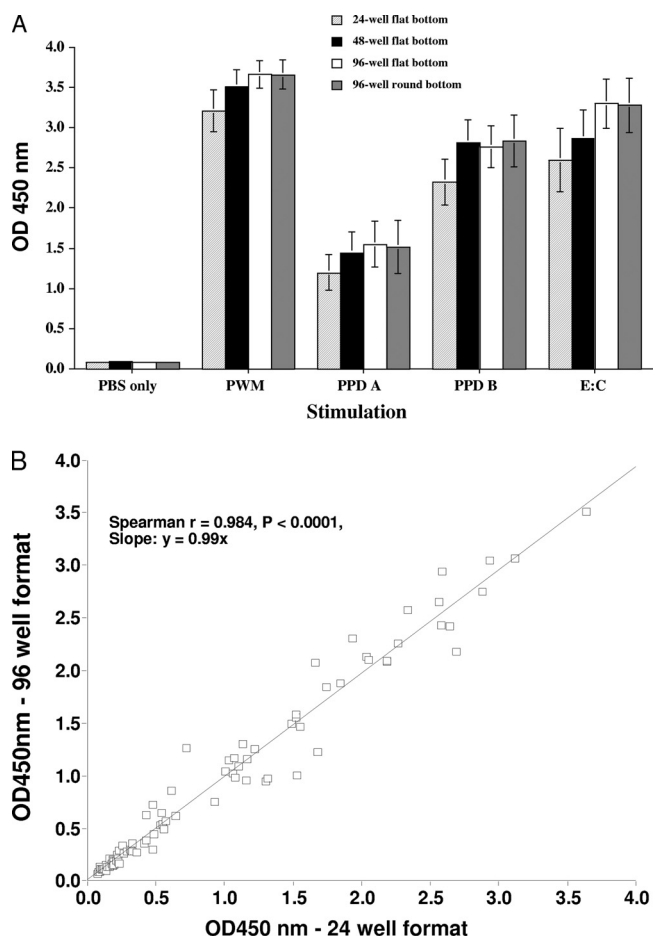 A
24-well flat bottom
48-well flat bottom
96-well flat bottom
96-well round bottom
OD 450 nm
4.0
3.5
3.0
2.5
2.0
1.5
1.0
0.5
0.0
PBS only PWM PPD A PPD B E:C
Stimulation
B
OD450nm - 96 well format
4.0
3.5
3.0
2.5
2.0
1.5
1.0
0.5
0.0
Spearman r = 0.984, P < 0.0001,
Slope: y = 0.99x
0.0 0.5 1.0 1.5 2.0 2.5 3.0 3.5 4.0
OD450 nm - 24 well format